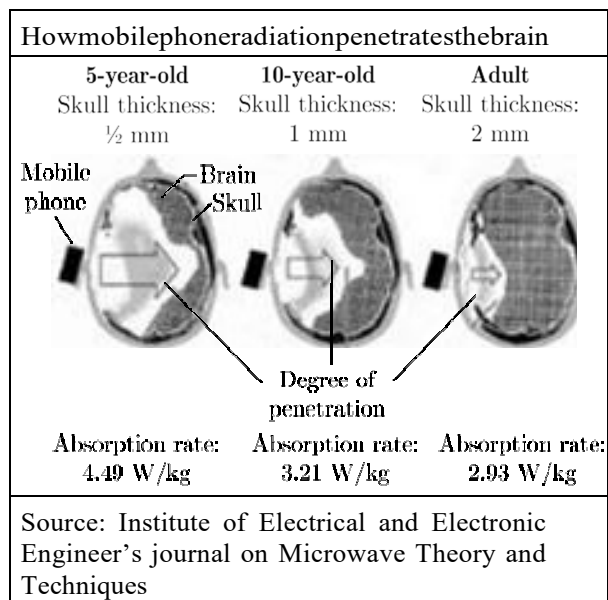 Howmobilephoneradiationpenetratesthebrain
5-year-old 10-year-old Adult
Skull thickness: Skull thickness: Skull thickness:
½ mm 1 mm 2 mm
Mobile phone
Brain
Skull
Degree of
penetration
Absorption rate: Absorption rate: Absorption rate:
4.49 W/kg 3.21 W/kg 2.93 W/kg
Source: Institute of Electrical and Electronic
Engineer's journal on Microwave Theory and
Techniques